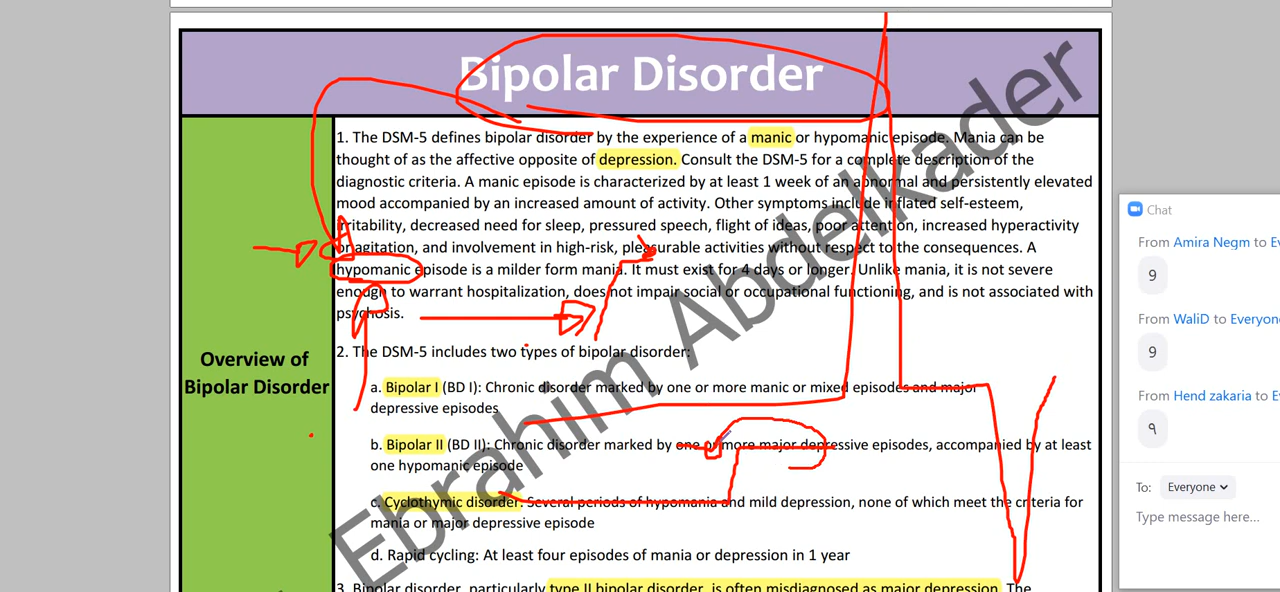 Bipolar Disorder
1. The DSM-5 defines bipolar disorder by the experience of a manic or hypomanic episode. Mania can be
thought of as the affective opposite of depression. Consult the DSM-5 for a complete description of the
diagnostic criteria. A manic episode is characterized by at least 1 week of an abnormal and persistently elevated
mood accompanied by an increased amount of activity. Other symptoms include inflated self-esteem,
irritability, decreased need for sleep, pressured speech, flight of ideas, poor attention, increased hyperactivity
or agitation, and involvement in high-risk, pleasurable activities without respect to the consequences. A
hypomanic episode is a milder form mania. It must exist for 4 days or longer. Unlike mania, it is not severe
enough to warrant hospitalization, does not impair social or occupational functioning, and is not associated with
psychosis.
Overview of
Bipolar Disorder
2. The DSM-5 includes two types of bipolar disorder:
a. Bipolar I (BD I): Chronic disorder marked by one or more manic or mixed episodes and major
depressive episodes
b. Bipolar II (BD II): Chronic disorder marked by one or more major depressive episodes, accompanied by at least
one hypomanic episode
c. Cyclothymic disorder: Several periods of hypomania and mild depression, none of which meet the criteria for
mania or major depressive episode
d. Rapid cycling: At least four episodes of mania or depression in 1 year
3. Bipolar disorder, particularly type II bipolar disorder, is often misdiagnosed as major depression. The
Ebrahim Abdelkader
Chat
From Amira Negm to Ev
9
From WaliD to Everyone
9
From Hend zakaria to E
٩
To: Everyone
Type message here...